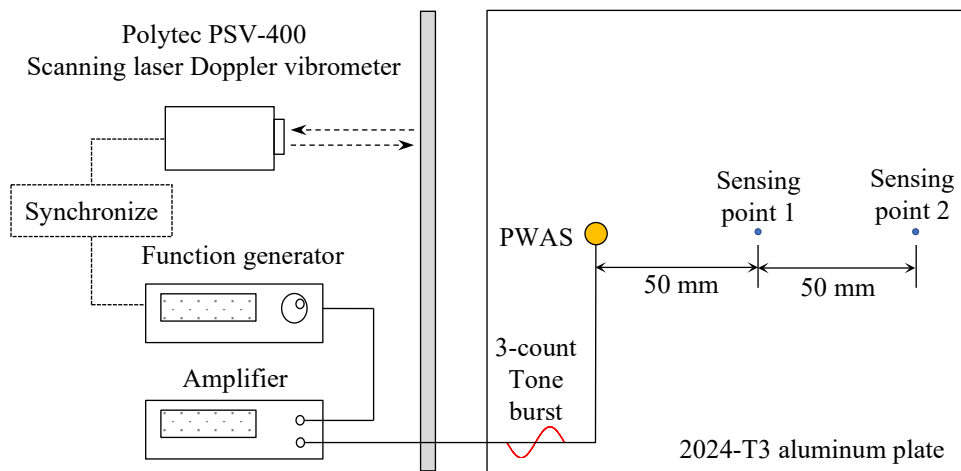 Polytec PSV-400
Scanning laser Doppler vibrometer
Synchronize
Function generator
Amplifier
PWAS
Sensing
point 1
Sensing
point 2
50 mm
50 mm
3-count
Tone
burst
2024-T3 aluminum plate